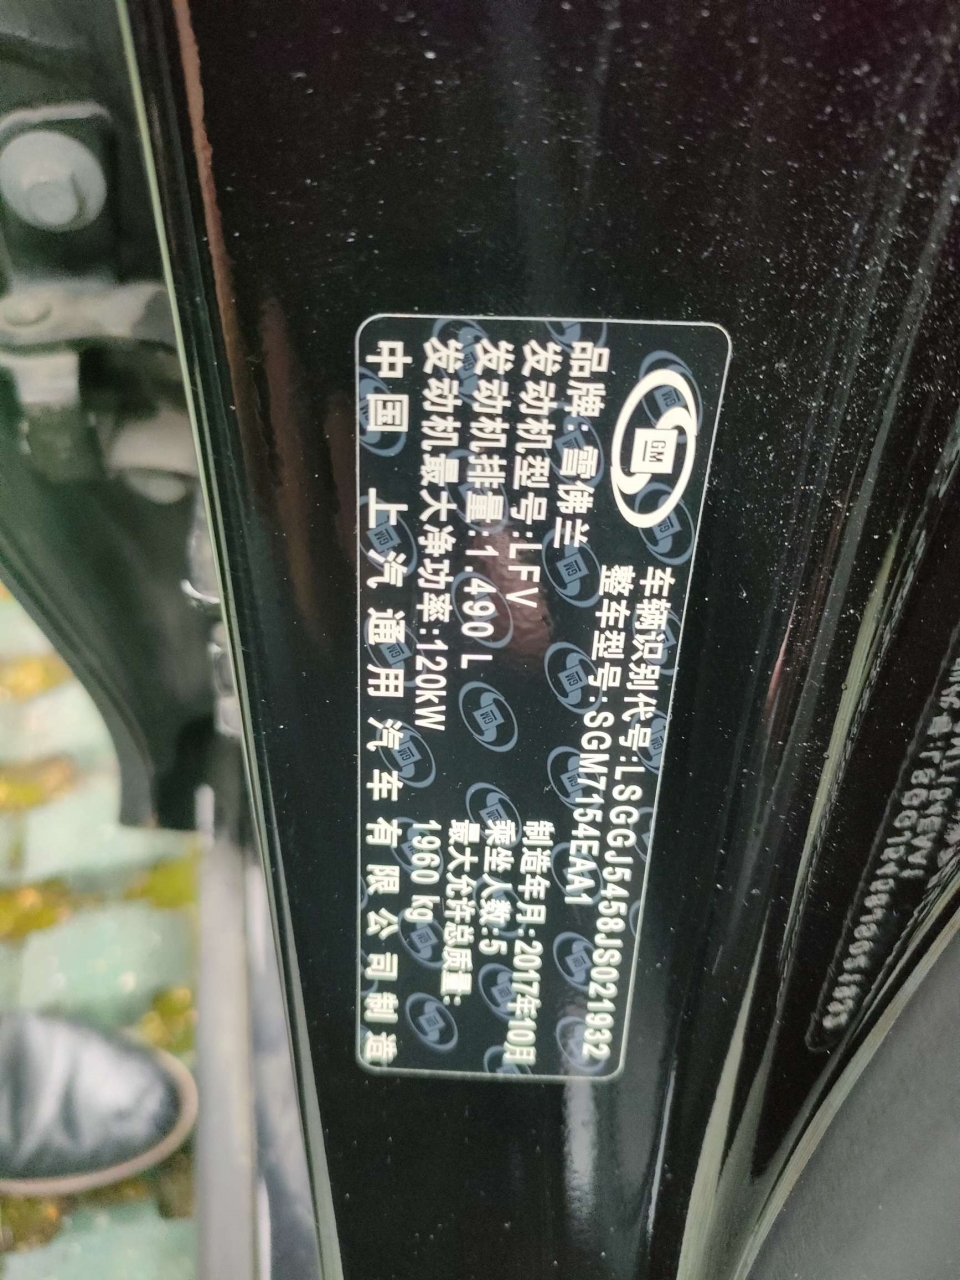 SGM
车辆识别代号:LSGGJ5458JS021932
整车型号:SGM7154EAA1
品牌:雪佛兰
发动机型号:LFV
制造年月:2017年10月
发动机排量:1.490 L
乘坐人数:5
发动机最大净功率:120kW
最大允许总质量:
1960 kg
中国 上汽通用汽车有限公司制造